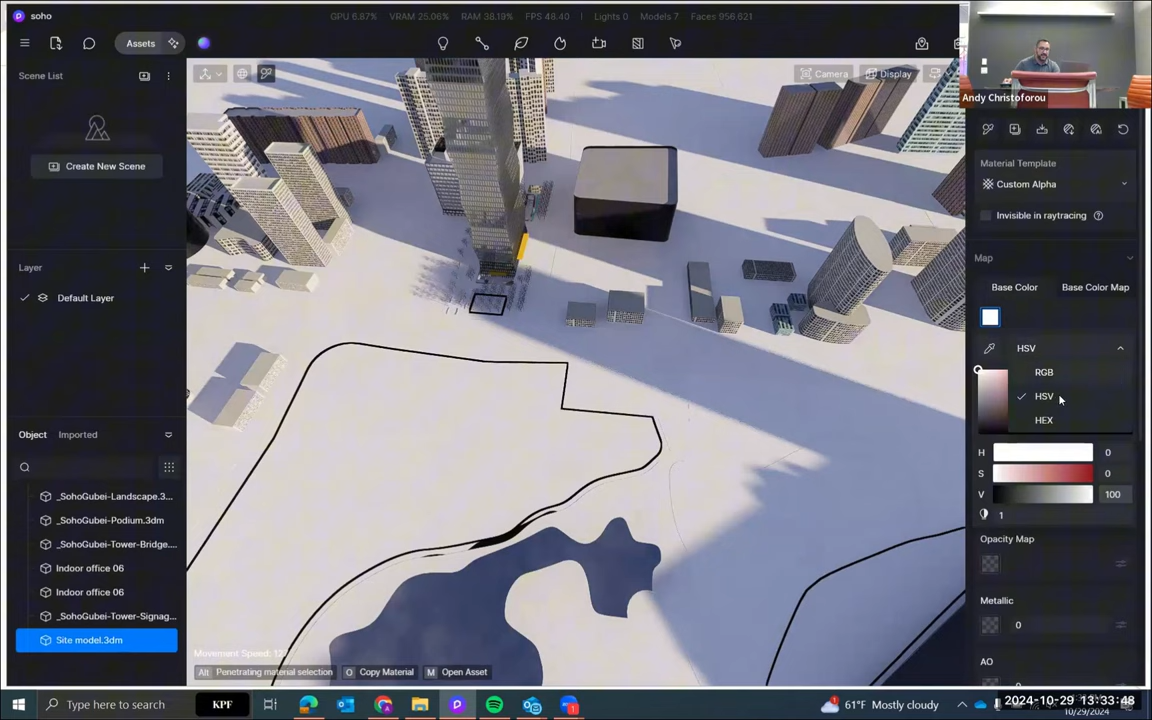 soho
GPU 6.87% VRAM 25.06% RAM 38.19% FPS 48.40 Lights 0 Models 7 Faces 956.621
Assets
Scene List
Camera
Display
Andy Christoforou
Create New Scene
Material Template
Custom Alpha
Invisible in raytracing
Map
Layer
Base Color
Base Color Map
Default Layer
HSV
RGB
HSV
HEX
Object
Imported
H 0
S 0
V 100
1
_SohoGubei-Landscape.3...
_SohoGubei-Podium.3dm
_SohoGubei-Tower-Bridge....
Indoor office 06
Indoor office 06
_SohoGubei-Tower-Signag...
Site model.3dm
Opacity Map
Metallic
0
AO
Alt Penetrating material selection
O Copy Material
M Open Asset
Type here to search
KPF
61°F Mostly cloudy
2024-10-29 13:33:48
10/29/2024